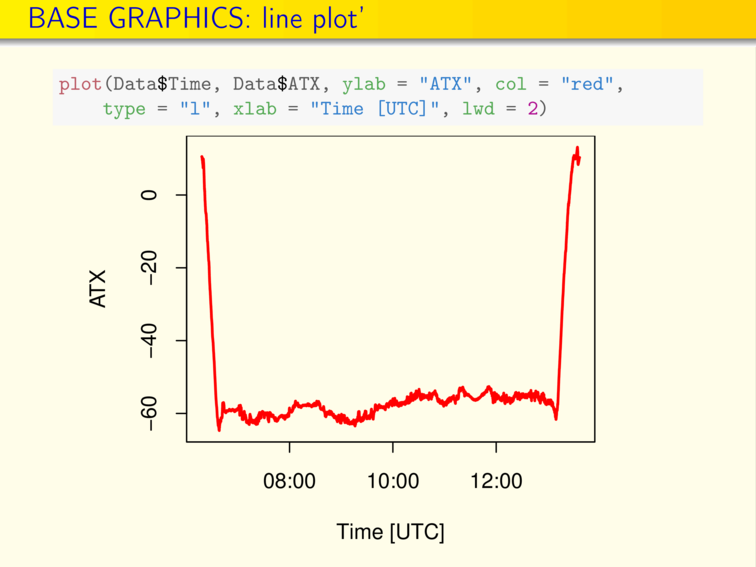 BASE GRAPHICS: line plot'
plot(Data$Time, Data$ATX, ylab = "ATX", col = "red",
type = "l", xlab = "Time [UTC]", lwd = 2)
0
−20
−40
−60
ATX
08:00 10:00 12:00
Time [UTC]